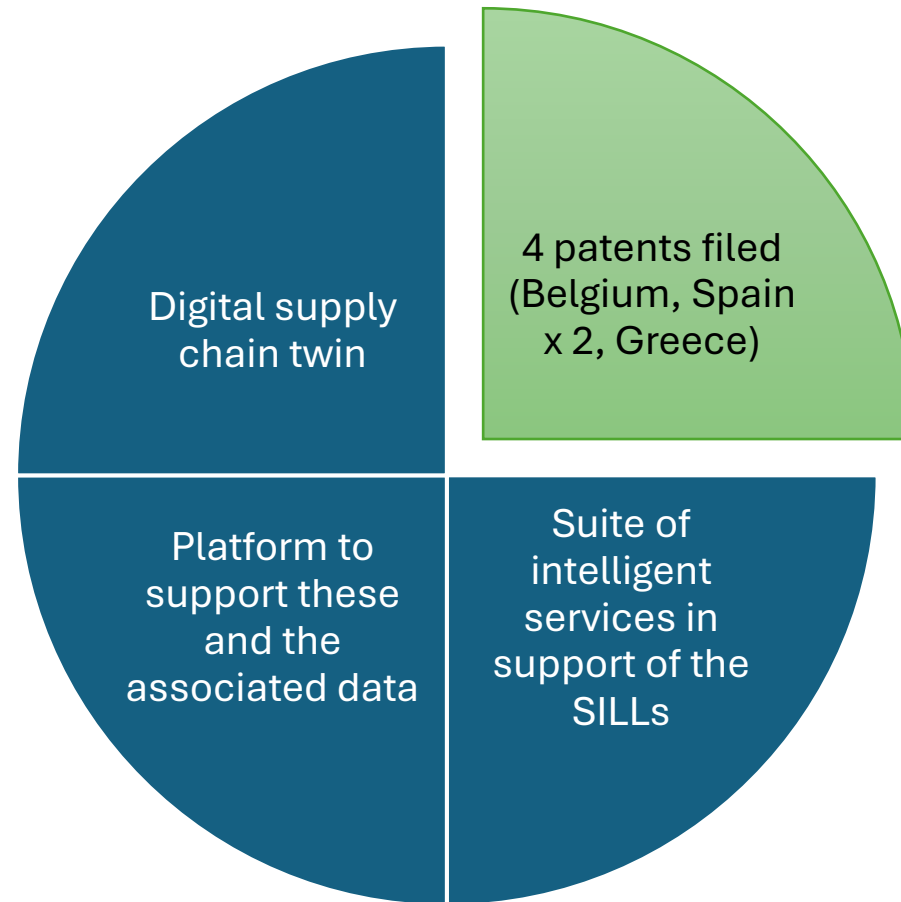 Digital supply
chain twin
4 patents filed
(Belgium, Spain
x 2, Greece)
Platform to
support these
and the
associated data
Suite of
intelligent
services in
support of the
SILLs